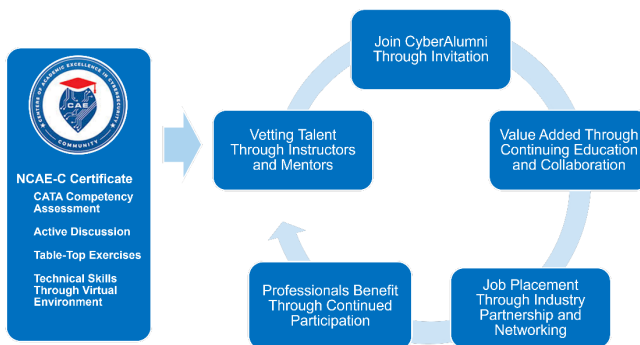 CENTERS OF ACADEMIC EXCELLENCE IN CYBERSECURITY
CAE
COMMUNITY
NCAE-C Certificate
CATA Competency
Assessment
Active Discussion
Table-Top Exercises
Technical Skills
Through Virtual
Environment
Join CyberAlumni
Through Invitation
Vetting Talent
Through Instructors
and Mentors
Value Added Through
Continuing Education
and Collaboration
Professionals Benefit
Through Continued
Participation
Job Placement
Through Industry
Partnership and
Networking